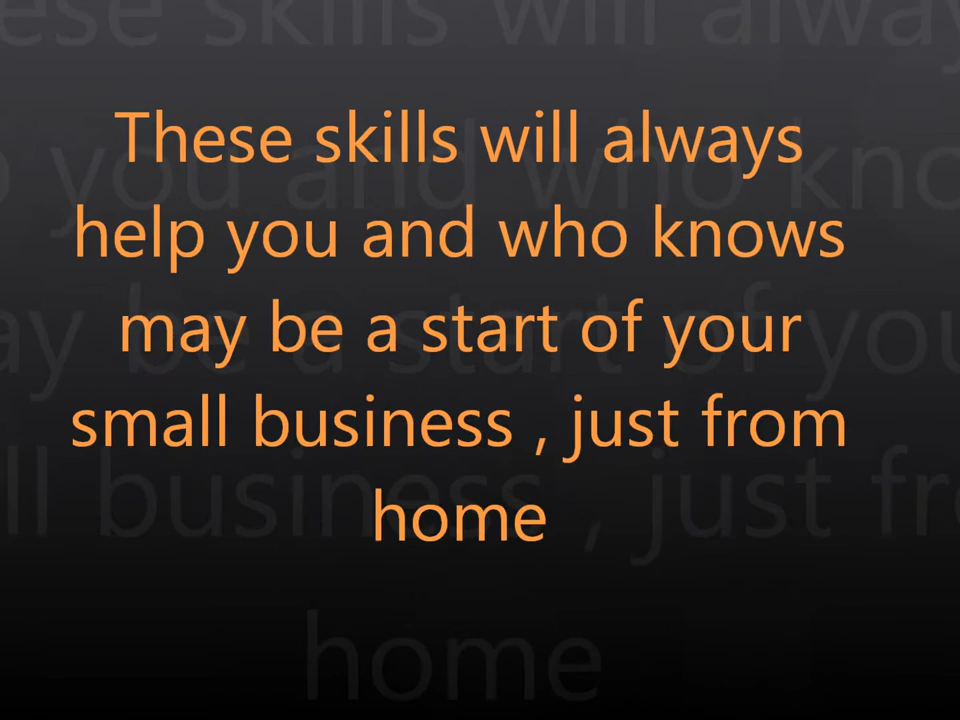 These skills will always
help you and who knows
may be a start of your
small business , just from
home